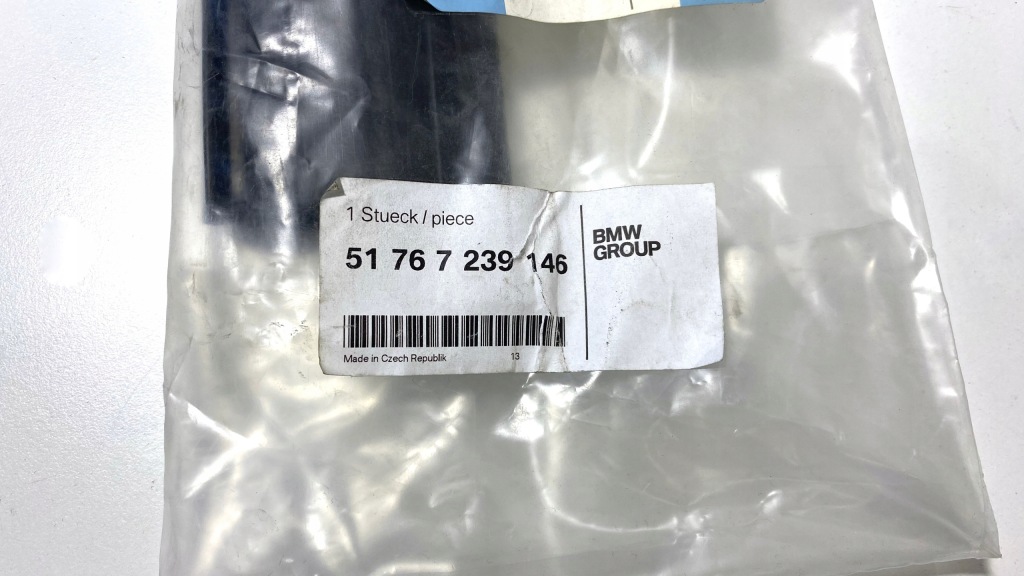 1 Stueck / piece
51 76 7 239 146
BMW
GROUP
Made in Czech Republik 13